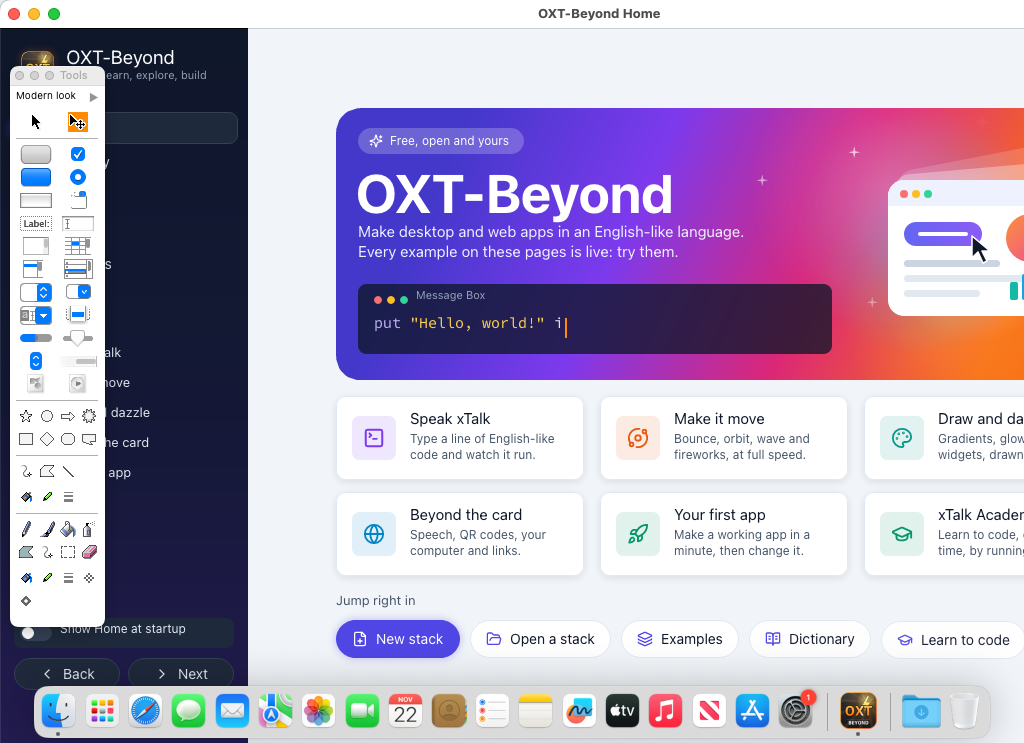 OXT-Beyond Home
OXT-Beyond
earn, explore, build
Tools
Modern look
Label:
y
s
alk
nove
l dazzle
he card
app
Show Home at startup
Back
Next
Free, open and yours
OXT-Beyond
Make desktop and web apps in an English-like language.
Every example on these pages is live: try them.
Message Box
put "Hello, world!" i
Speak xTalk
Type a line of English-like
code and watch it run.
Make it move
Bounce, orbit, wave and
fireworks, at full speed.
Draw and da
Gradients, glow
widgets, drawn
Beyond the card
Speech, QR codes, your
computer and links.
Your first app
Make a working app in a
minute, then change it.
xTalk Acader
Learn to code,
time, by running
Jump right in
New stack
Open a stack
Examples
Dictionary
Learn to code
NOV
22
tv
1
OXT
BEYOND